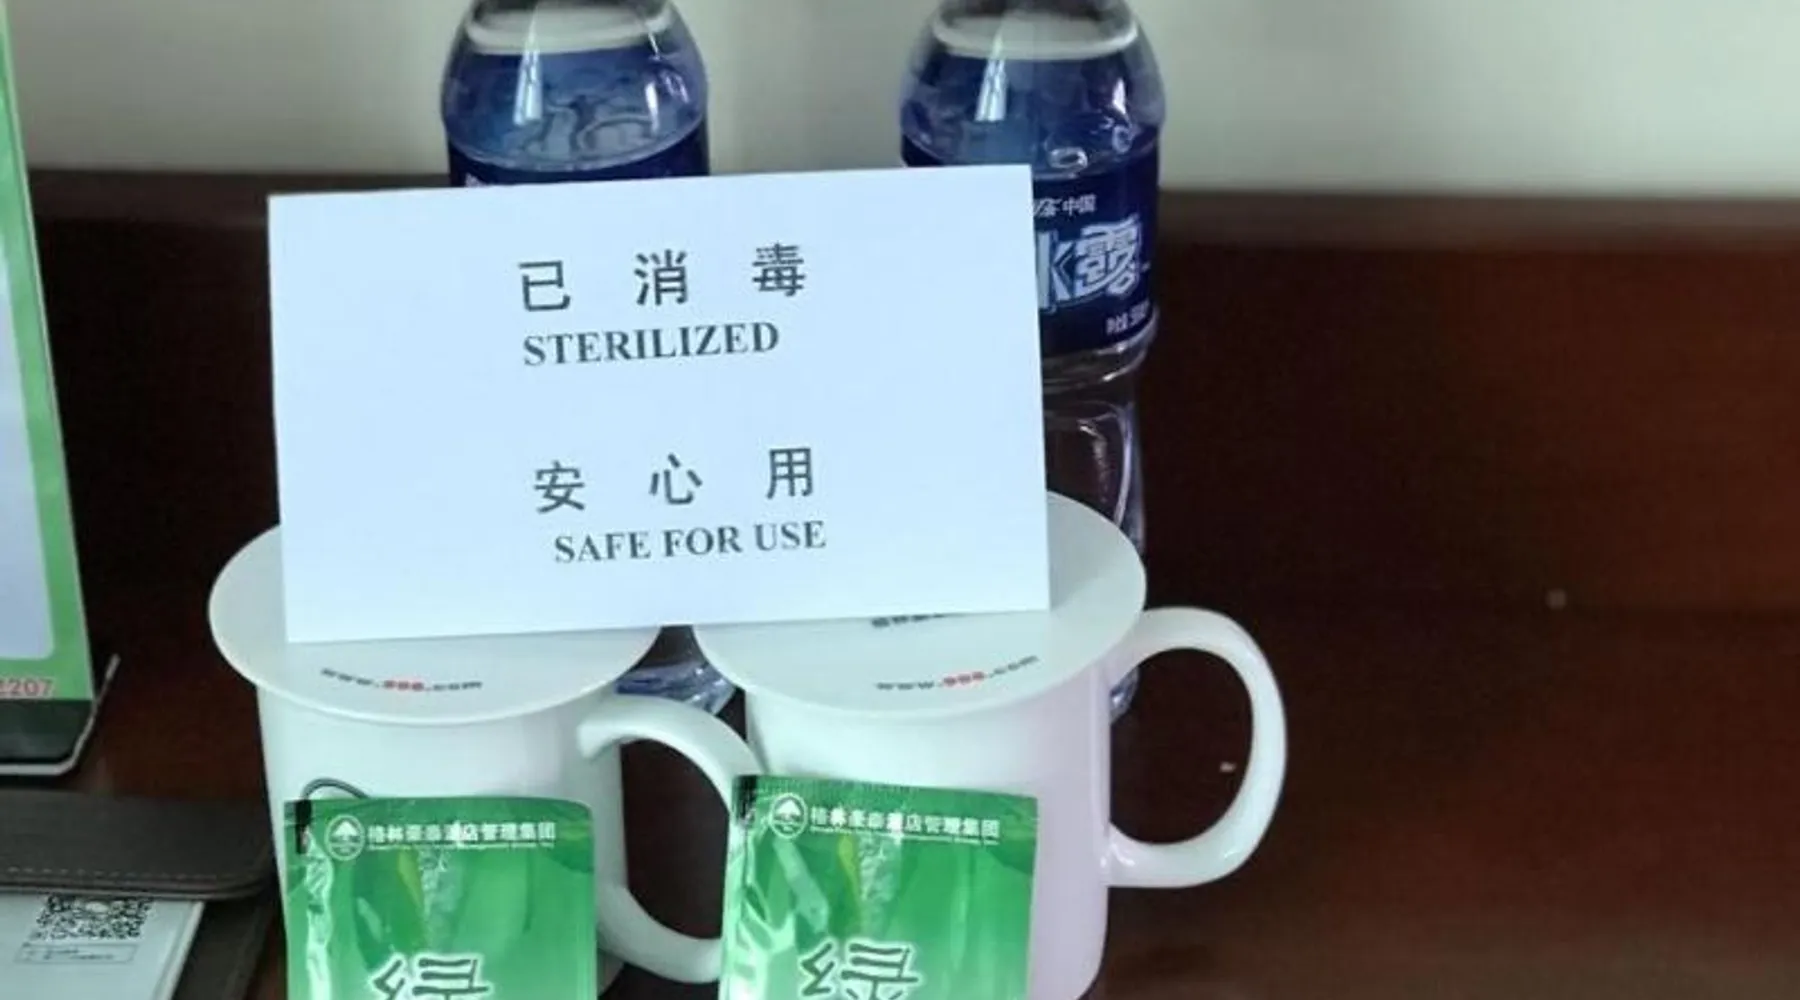 已消毒
STERILIZED
安心用
SAFE FOR USE
中国
冰露
www.998.com
www.998.com
2207
格林豪泰酒店管理集团
格林豪泰酒店管理集团